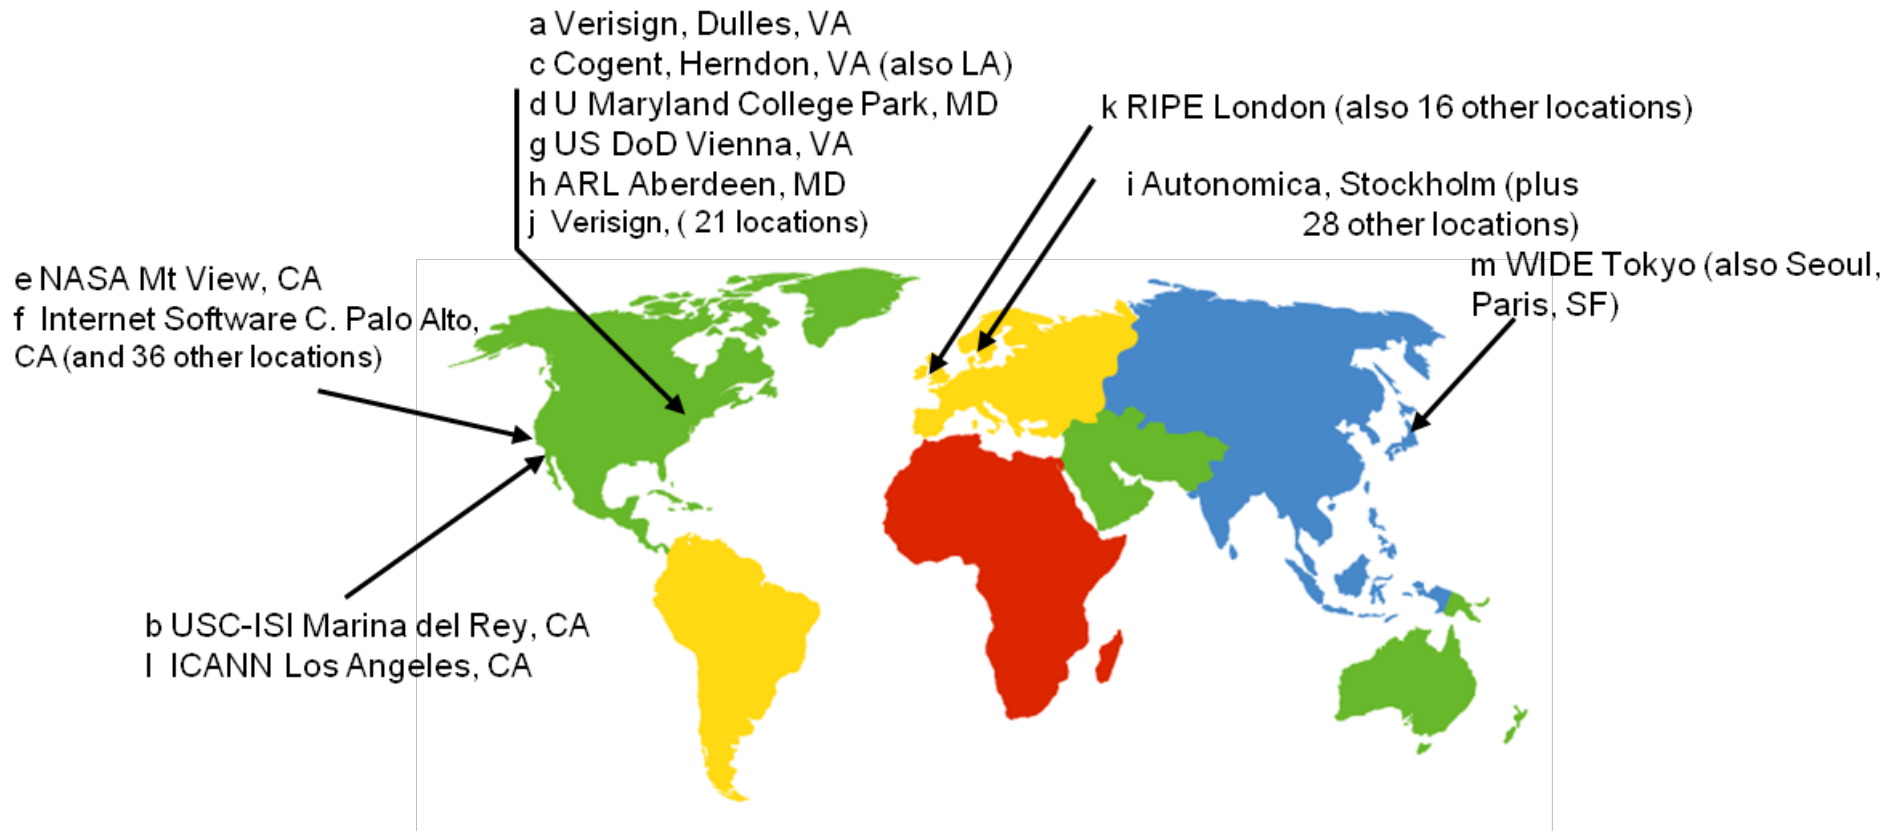 a Verisign, Dulles, VA
c Cogent, Herndon, VA (also LA)
d U Maryland College Park, MD
g US DoD Vienna, VA
h ARL Aberdeen, MD
j Verisign, ( 21 locations)
k RIPE London (also 16 other locations)
i Autonomica, Stockholm (plus
28 other locations)
m WIDE Tokyo (also Seoul,
Paris, SF)
e NASA Mt View, CA
f Internet Software C. Palo Alto,
CA (and 36 other locations)
b USC-ISI Marina del Rey, CA
l ICANN Los Angeles, CA